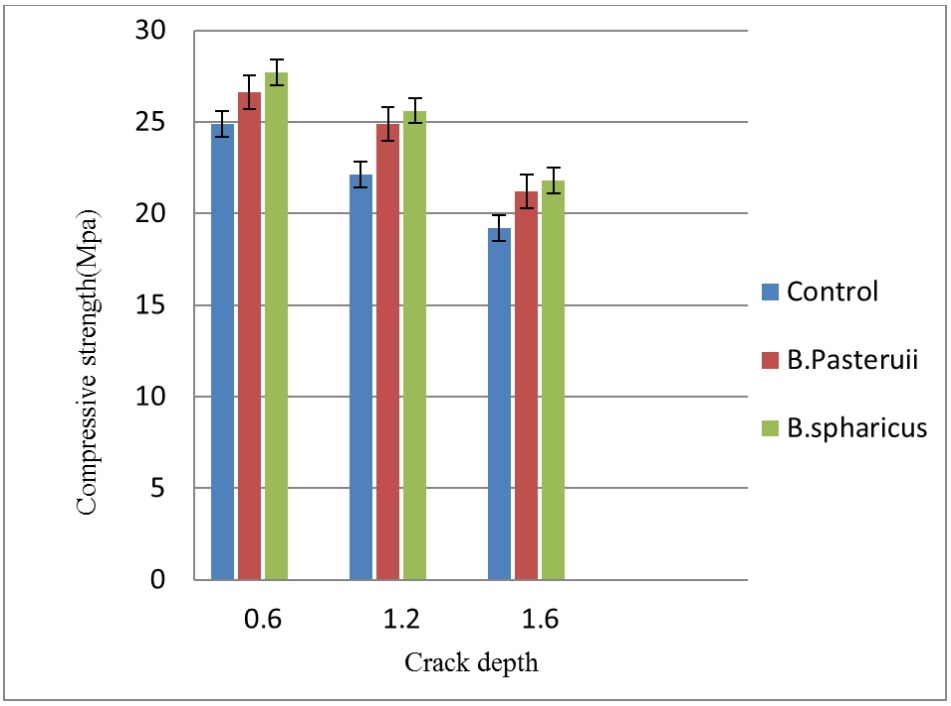 Compressive strength(Mpa)
30
25
20
15
10
5
0
0.6 1.2 1.6
Crack depth
Control
B.Pasteruii
B.spharicus